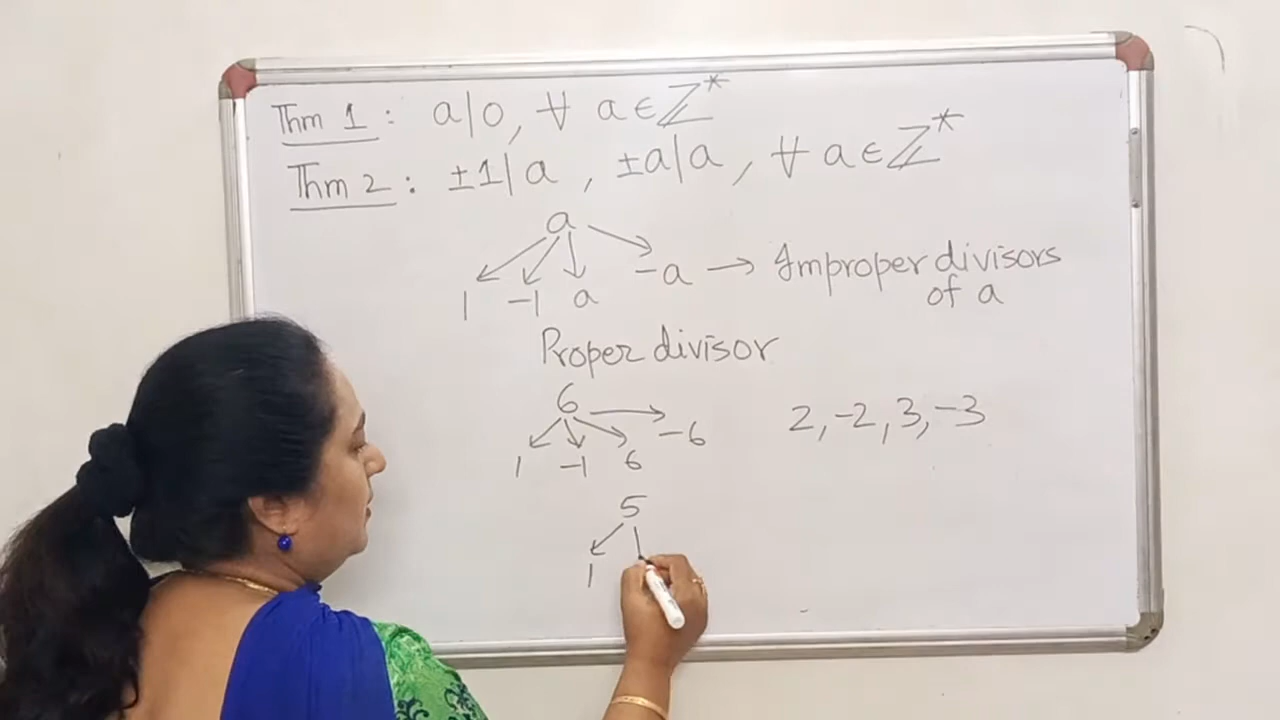 Thm 1 : a|0, ∀ a ∈ ℤ*
Thm 2 : ±1|a , ±a|a , ∀ a ∈ ℤ*
a
1 -1 a -a → Improper divisors
of a
Proper divisor
6
1 -1 6 -6 2, -2, 3, -3
5
1